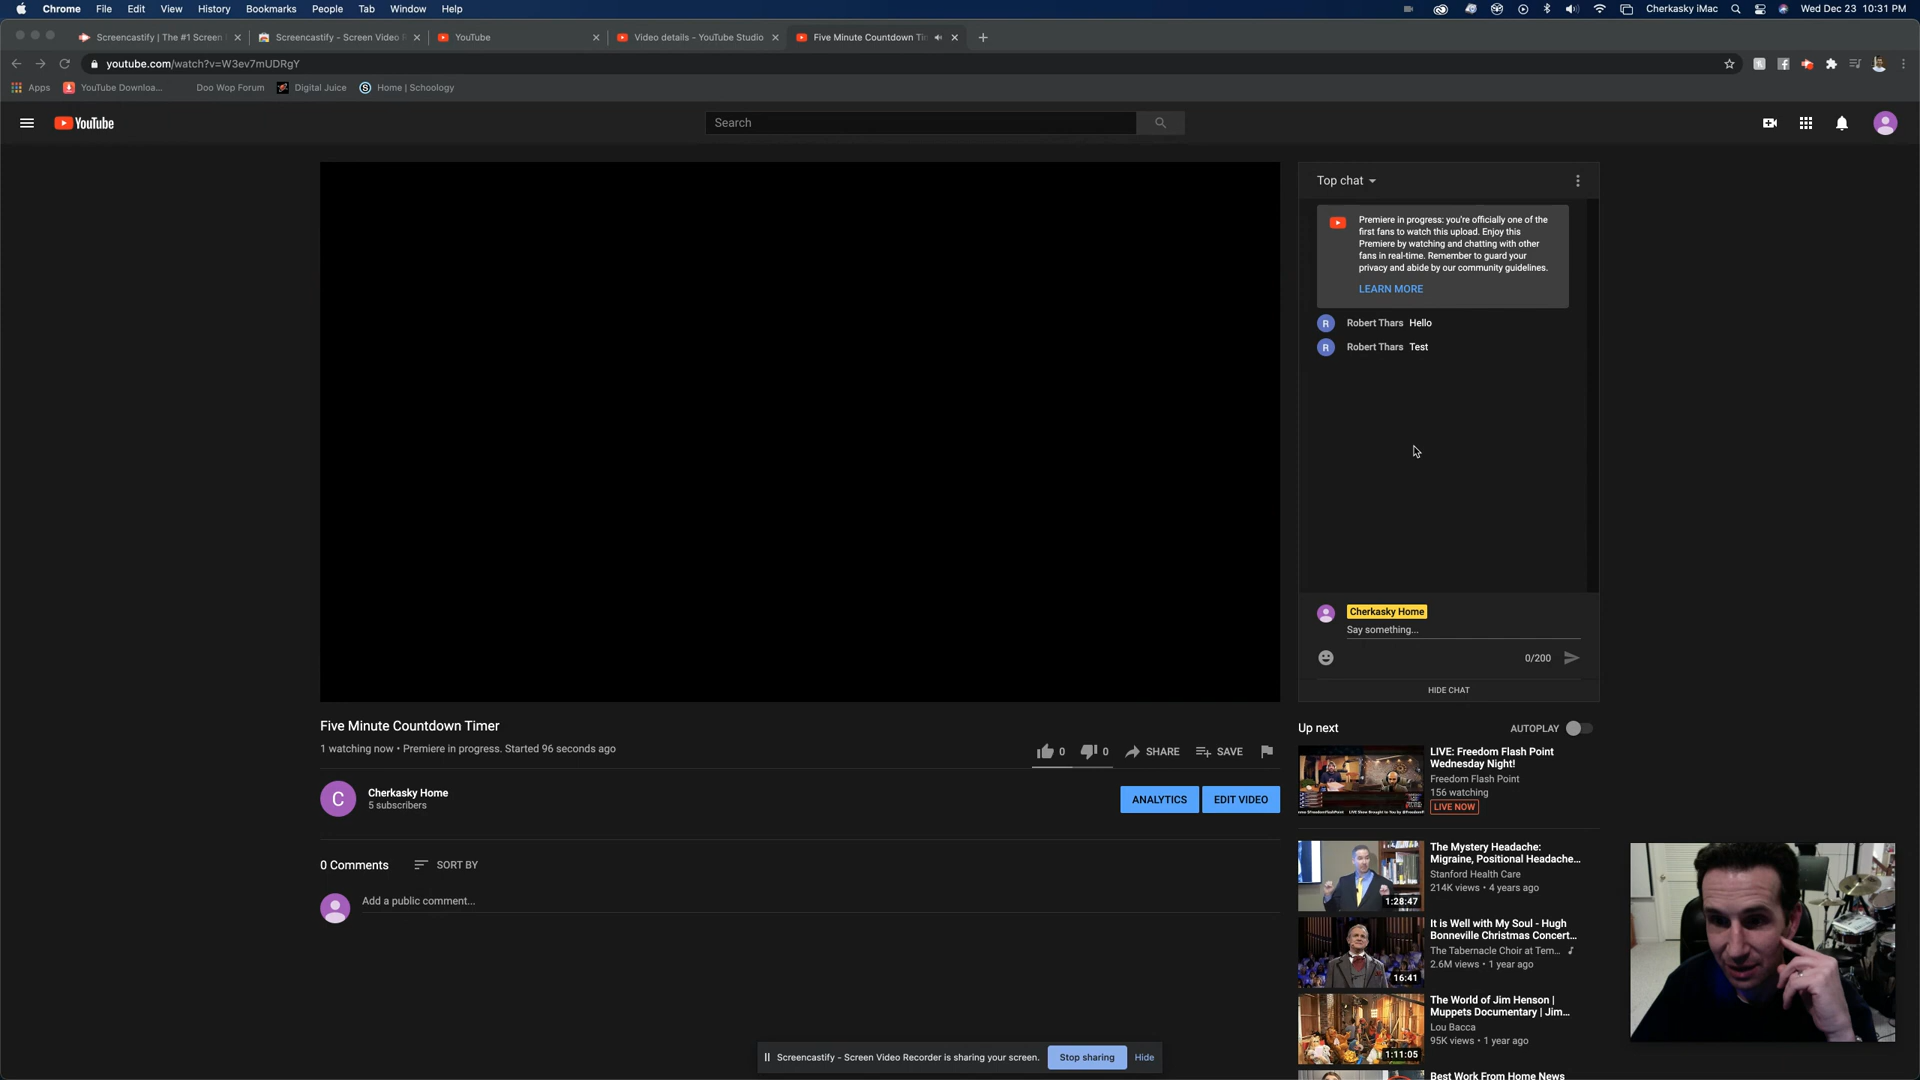 Chrome File Edit View History Bookmarks People Tab Window Help
Cherkasky iMac Wed Dec 23 10:31 PM
Screencastify | The #1 Screen
Screencastify - Screen Video R
YouTube
Video details - YouTube Studio
Five Minute Countdown Tim
youtube.com/watch?v=W3ev7mUDRgY
Apps YouTube Downloa... Doo Wop Forum Digital Juice Home | Schoology
YouTube
Search
Top chat
Premiere in progress: you're officially one of the
first fans to watch this upload. Enjoy this
Premiere by watching and chatting with other
fans in real-time. Remember to guard your
privacy and abide by our community guidelines.
LEARN MORE
R Robert Thars Hello
R Robert Thars Test
Cherkasky Home
Say something...
0/200
HIDE CHAT
Five Minute Countdown Timer
1 watching now • Premiere in progress. Started 96 seconds ago
0 0 SHARE SAVE
C
Cherkasky Home
5 subscribers
ANALYTICS EDIT VIDEO
0 Comments SORT BY
Add a public comment...
Up next AUTOPLAY
LIVE: Freedom Flash Point
Wednesday Night!
Freedom Flash Point
156 watching
LIVE NOW
The Mystery Headache:
Migraine, Positional Headache...
Stanford Health Care
214K views • 4 years ago
1:28:47
It is Well with My Soul - Hugh
Bonneville Christmas Concert...
The Tabernacle Choir at Tem...
2.6M views • 1 year ago
16:41
The World of Jim Henson |
Muppets Documentary | Jim...
Lou Bacca
95K views • 1 year ago
1:11:05
Best Work From Home News
Screencastify - Screen Video Recorder is sharing your screen. Stop sharing Hide